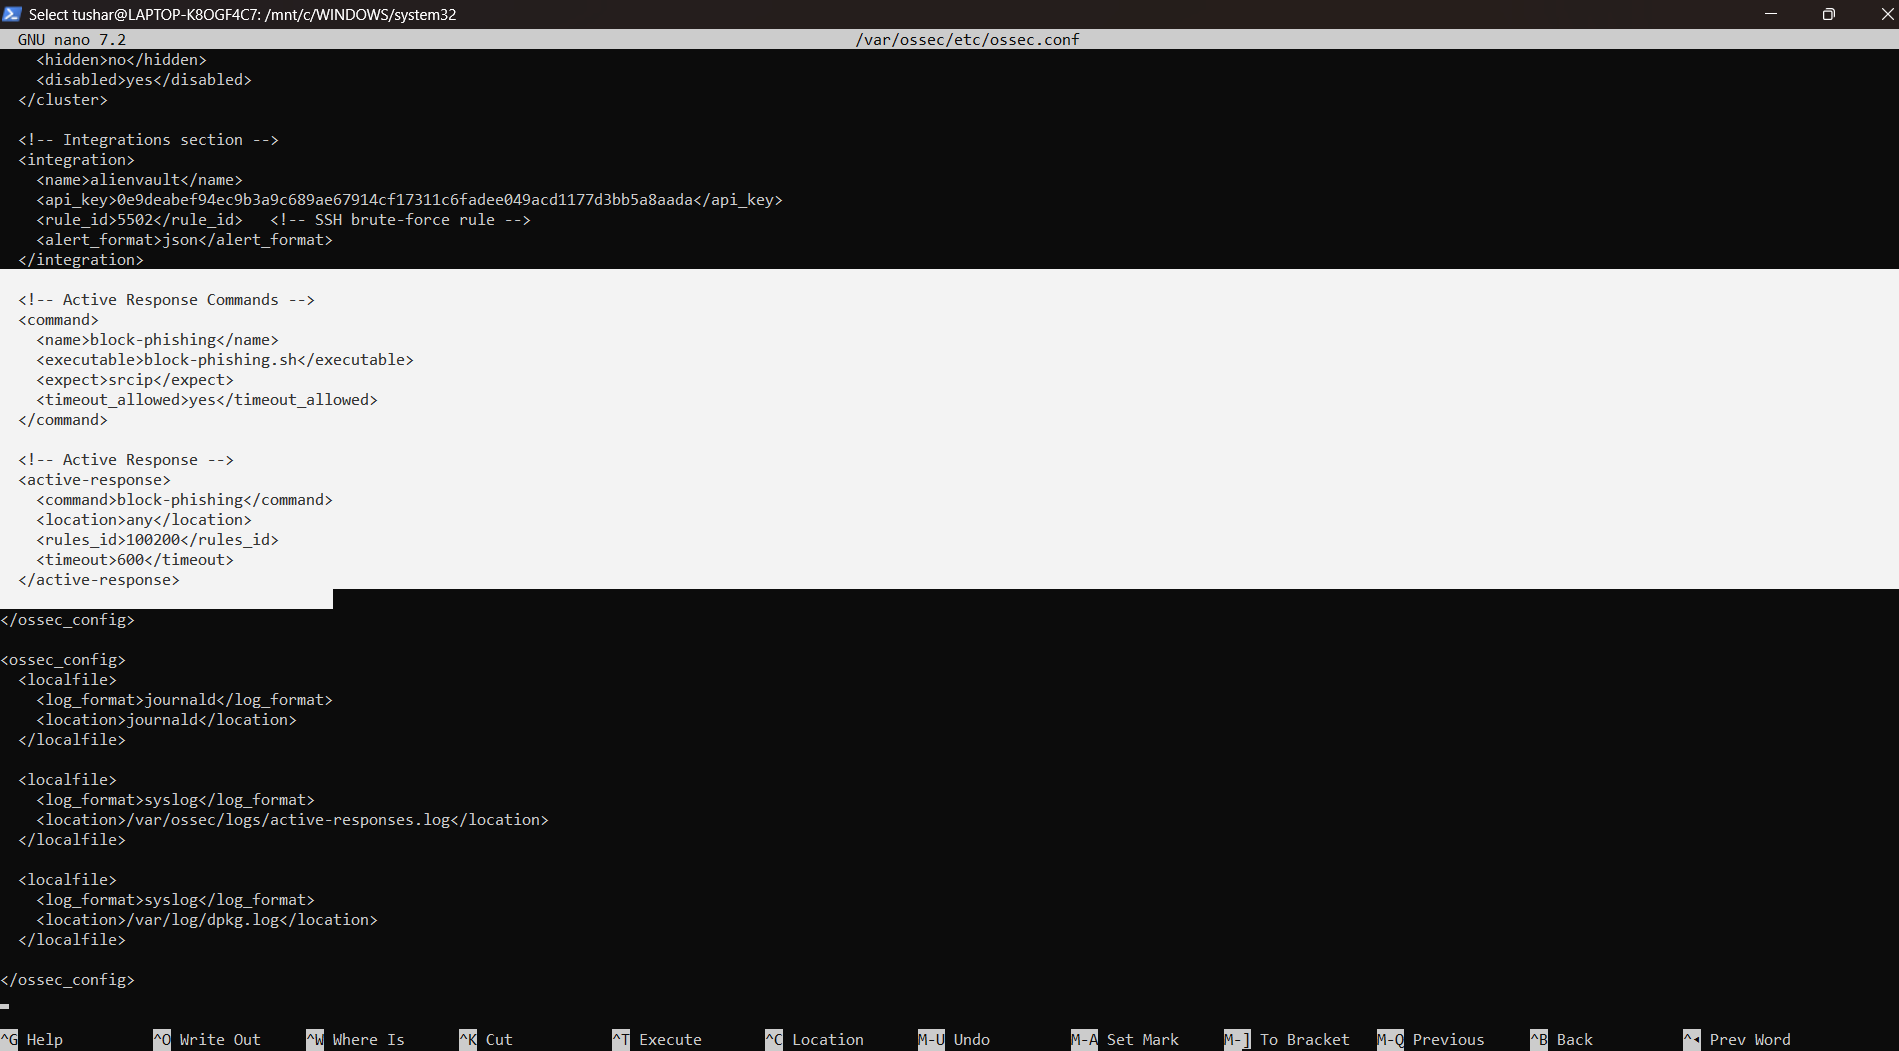 Select tushar@LAPTOP-K8OGF4C7: /mnt/c/WINDOWS/system32
GNU nano 7.2 /var/ossec/etc/ossec.conf
<hidden>no</hidden>
<disabled>yes</disabled>
</cluster>
<!-- Integrations section -->
<integration>
<name>alienvault</name>
<api_key>0e9deabef94ec9b3a9c689ae67914cf17311c6fadee049acd1177d3bb5a8aada</api_key>
<rule_id>5502</rule_id> <!-- SSH brute-force rule -->
<alert_format>json</alert_format>
</integration>
<!-- Active Response Commands -->
<command>
<name>block-phishing</name>
<executable>block-phishing.sh</executable>
<expect>srcip</expect>
<timeout_allowed>yes</timeout_allowed>
</command>
<!-- Active Response -->
<active-response>
<command>block-phishing</command>
<location>any</location>
<rules_id>100200</rules_id>
<timeout>600</timeout>
</active-response>
</ossec_config>
<ossec_config>
<localfile>
<log_format>journald</log_format>
<location>journald</location>
</localfile>
<localfile>
<log_format>syslog</log_format>
<location>/var/ossec/logs/active-responses.log</location>
</localfile>
<localfile>
<log_format>syslog</log_format>
<location>/var/log/dpkg.log</location>
</localfile>
</ossec_config>
^G Help ^O Write Out ^W Where Is ^K Cut ^T Execute ^C Location M-U Undo M-A Set Mark M-] To Bracket M-Q Previous ^B Back ^◂ Prev Word